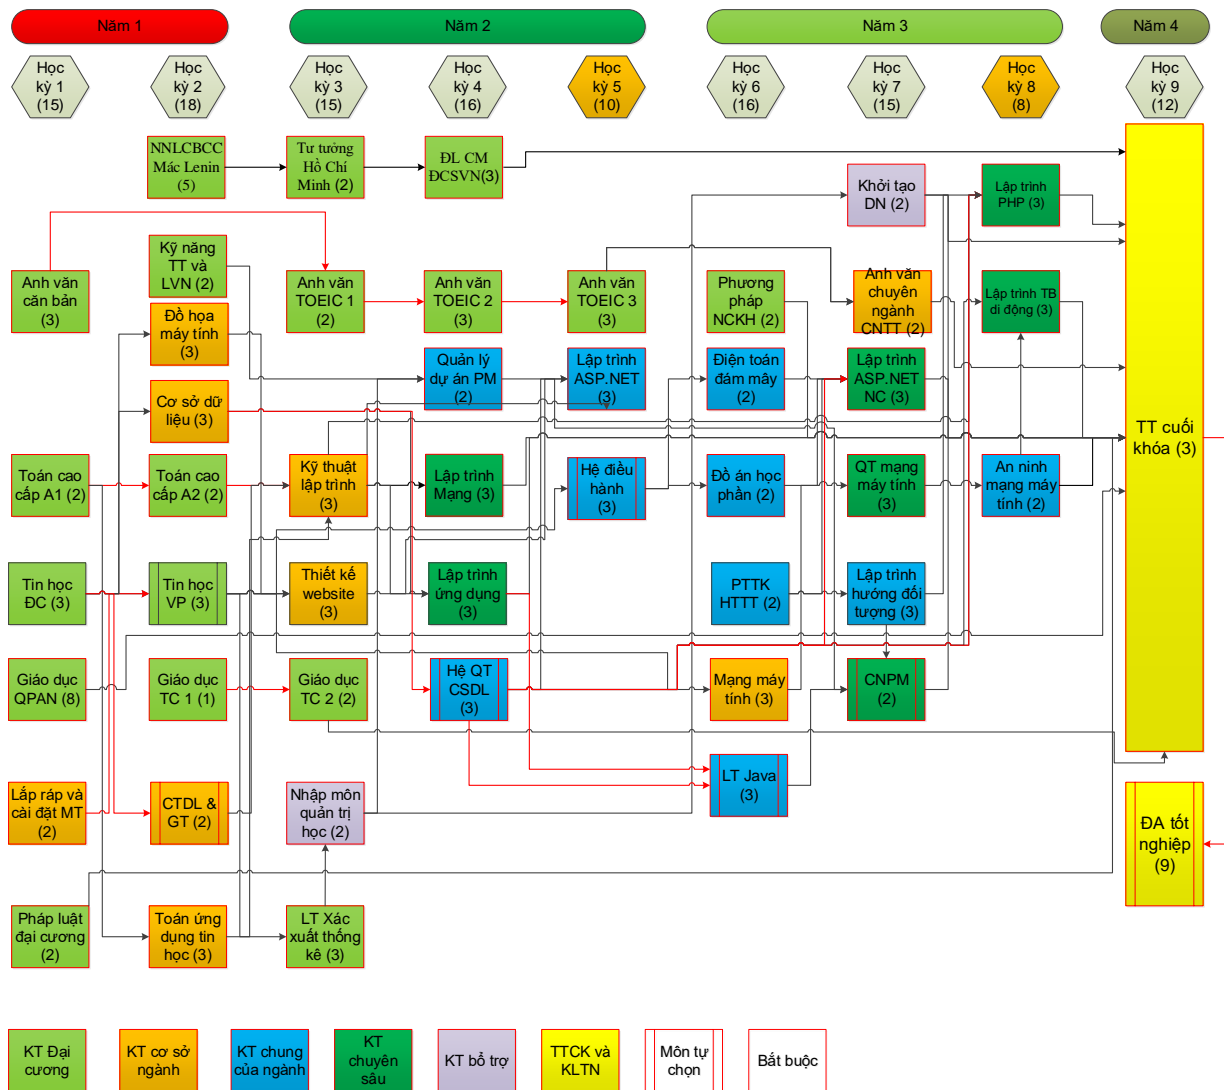 Năm 1
Năm 2
Năm 3
Năm 4
Học
kỳ 1
(15)
Học
kỳ 2
(18)
Học
kỳ 3
(15)
Học
kỳ 4
(16)
Học
kỳ 5
(10)
Học
kỳ 6
(16)
Học
kỳ 7
(15)
Học
kỳ 8
(8)
Học
kỳ 9
(12)
NNLCBCC
Mác Lenin
(5)
Tư tưởng
Hồ Chí
Minh (2)
ĐL CM
ĐCSVN(3)
Khởi tạo
DN (2)
Lập trình
PHP (3)
Anh văn
căn bản
(3)
Kỹ năng
TT và
LVN (2)
Anh văn
TOEIC 1
(2)
Anh văn
TOEIC 2
(3)
Anh văn
TOEIC 3
(3)
Phương
pháp
NCKH (2)
Anh văn
chuyên
ngành
CNTT (2)
Lập trình TB
di động (3)
Đồ họa
máy tính
(3)
Quản lý
dự án PM
(2)
Lập trình
ASP.NET
(3)
Điện toán
đám mây
(2)
Lập trình
ASP.NET
NC (3)
Cơ sở dữ
liệu (3)
TT cuối
khóa (3)
Toán cao
cấp A1 (2)
Toán cao
cấp A2 (2)
Kỹ thuật
lập trình
(3)
Lập trình
Mạng (3)
Hệ điều
hành
(3)
Đồ án học
phần (2)
QT mạng
máy tính
(3)
An ninh
mạng máy
tính (2)
Tin học
ĐC (3)
Tin học
VP (3)
Thiết kế
website
(3)
Lập trình
ứng dụng
(3)
PTTK
HTTT (2)
Lập trình
hướng đối
tượng (3)
Giáo dục
QPAN (8)
Giáo dục
TC 1 (1)
Giáo dục
TC 2 (2)
Hệ QT
CSDL
(3)
Mạng máy
tính (3)
CNPM
(2)
Lắp ráp và
cài đặt MT
(2)
CTDL &
GT (2)
Nhập môn
quản trị
học (2)
LT Java
(3)
ĐA tốt
nghiệp
(9)
Pháp luật
đại cương
(2)
Toán ứng
dụng tin
học (3)
LT Xác
xuất thống
kê (3)
KT Đại
cương
KT cơ sở
ngành
KT chung
của ngành
KT
chuyên
sâu
KT bổ trợ
TTCK và
KLTN
Môn tự
chọn
Bắt buộc